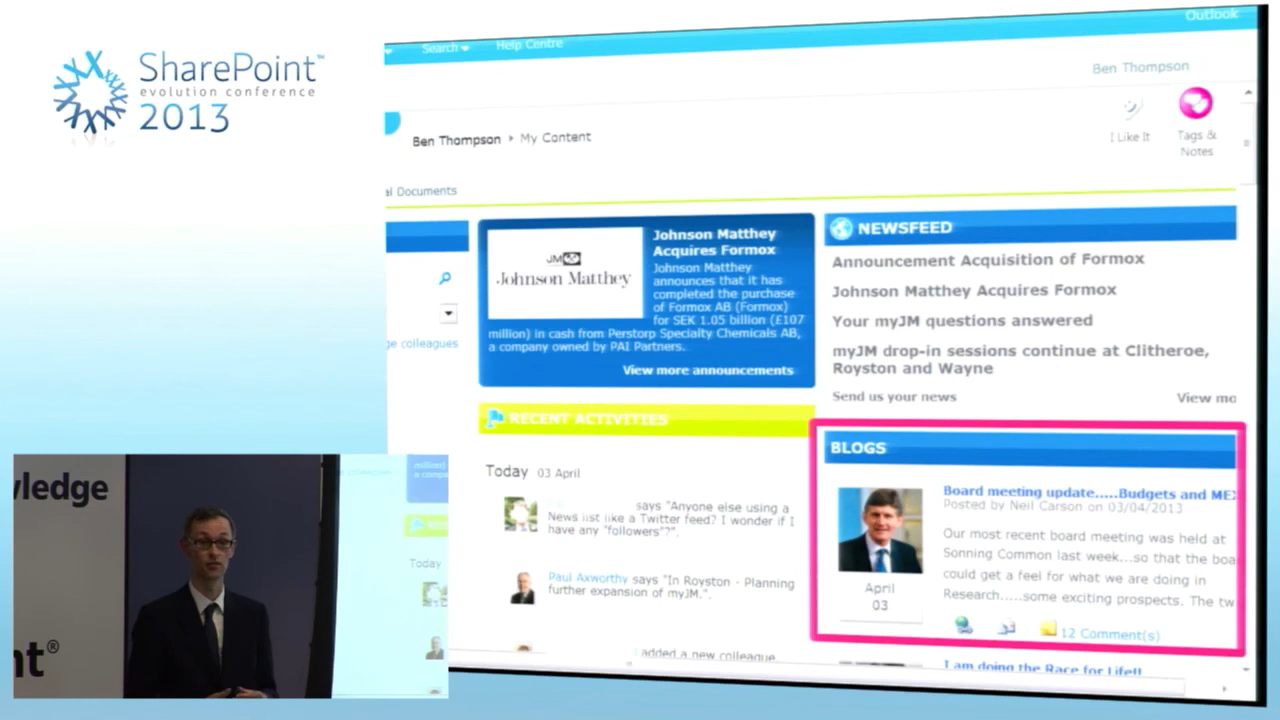 SharePoint™
evolution conference
2013
Search
Help Centre
Outlook
Ben Thompson
Ben Thompson
My Content
I Like It
Tags &
Notes
al Documents
ge colleagues
JM
Johnson Matthey
Johnson Matthey
Acquires Formox
Johnson Matthey
announces that it has
completed the purchase
of Formox AB (Formox)
for SEK 1.05 billion (£107
million) in cash from Perstorp Specialty Chemicals AB,
a company owned by PAI Partners.
View more announcements
NEWSFEED
Announcement Acquisition of Formox
Johnson Matthey Acquires Formox
Your myJM questions answered
myJM drop-in sessions continue at Clitheroe,
Royston and Wayne
Send us your news
View mo
RECENT ACTIVITIES
Today 03 April
says "Anyone else using a
News list like a Twitter feed? I wonder if I
have any "followers"?".
Paul Axworthy says "In Royston - Planning
further expansion of myJM.".
added a new colleague.
BLOGS
Board meeting update.....Budgets and ME
Posted by Neil Carson on 03/04/2013
Our most recent board meeting was held at
Sonning Common last week...so that the boa
could get a feel for what we are doing in
Research.....some exciting prospects. The tw
April
03
12 Comment(s)
I am doing the Race for Life!!
vledge
nt®
million) in
a compa
Today